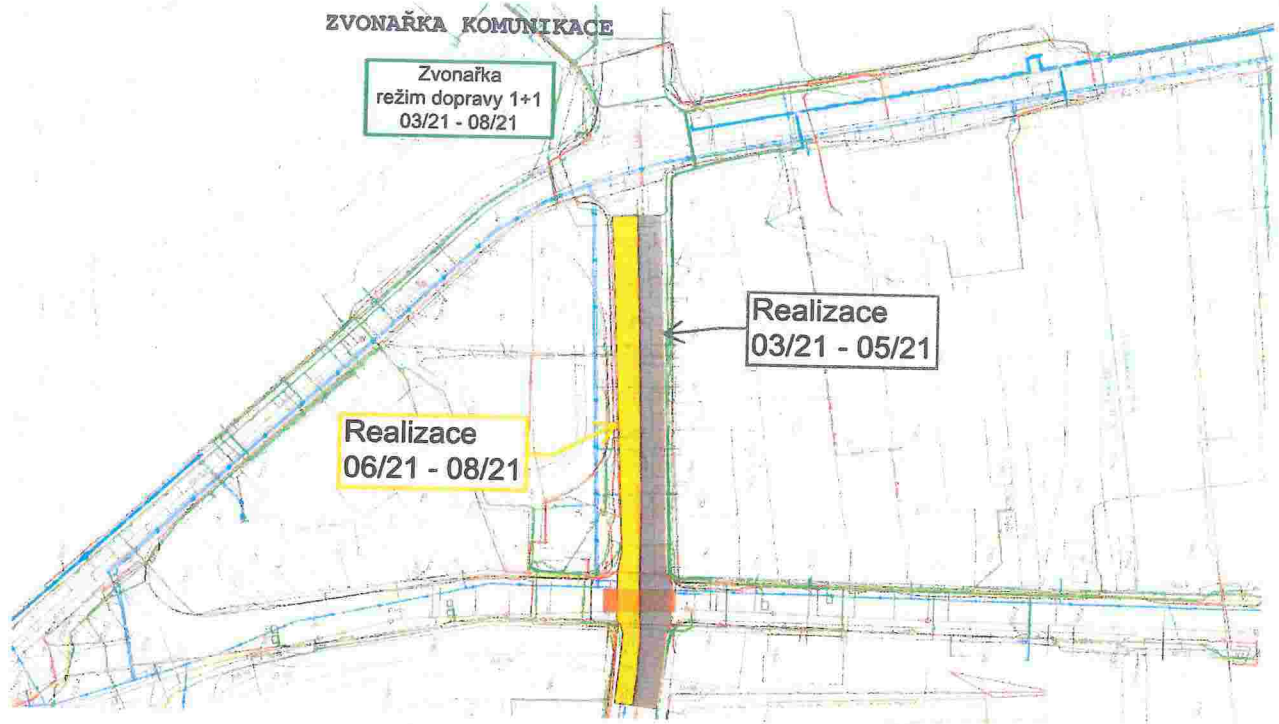 ZVONAŘKA KOMUNIKACE
Zvonařka
režim dopravy 1+1
03/21 - 08/21
Realizace
03/21 - 05/21
Realizace
06/21 - 08/21